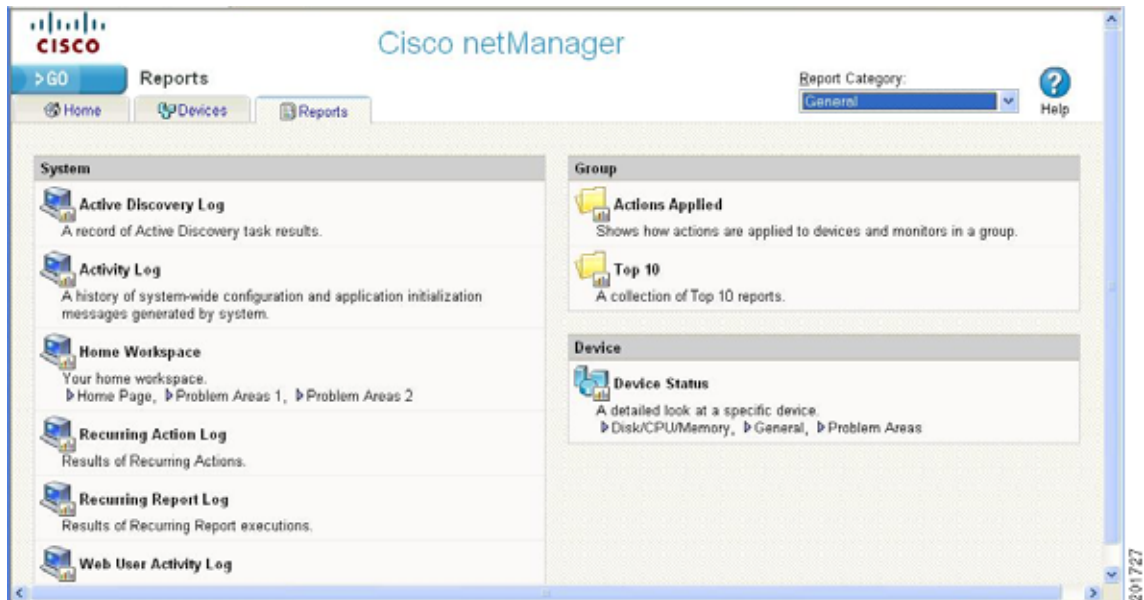 CISCO
Cisco netManager
>GO
Reports
Report Category:
General
Help
Home
Devices
Reports
System
Active Discovery Log
A record of Active Discovery task results.
Activity Log
A history of system-wide configuration and application initialization
messages generated by system.
Home Workspace
Your home workspace.
Home Page, Problem Areas 1, Problem Areas 2
Recurring Action Log
Results of Recurring Actions.
Recurring Report Log
Results of Recurring Report executions.
Web User Activity Log
Group
Actions Applied
Shows how actions are applied to devices and monitors in a group.
Top 10
A collection of Top 10 reports.
Device
Device Status
A detailed look at a specific device.
Disk/CPU/Memory, General, Problem Areas
201727